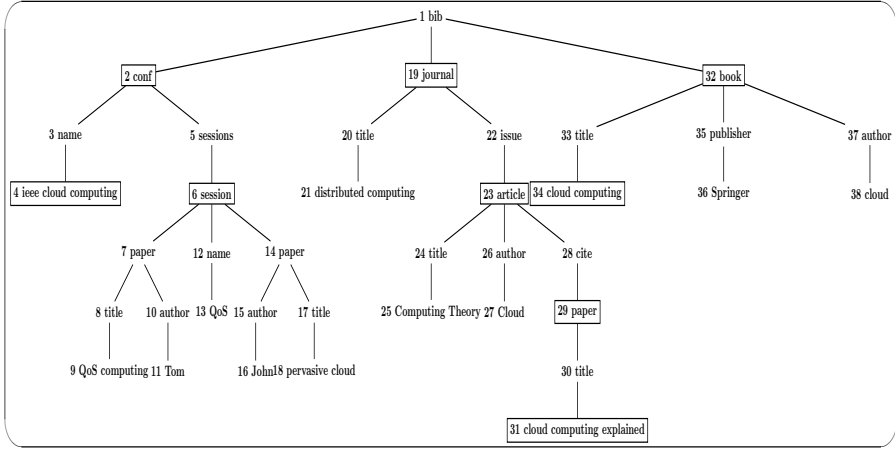 1 bib
2 conf
19 journal
32 book
3 name
5 sessions
20 title
22 issue
33 title
35 publisher
37 author
4 ieee cloud computing
6 session
21 distributed computing
23 article
34 cloud computing
36 Springer
38 cloud
7 paper
12 name
14 paper
24 title
26 author
28 cite
8 title
10 author
13 QoS
15 author
17 title
25 Computing Theory
27 Cloud
29 paper
9 QoS computing
11 Tom
16 John
18 pervasive cloud
30 title
31 cloud computing explained